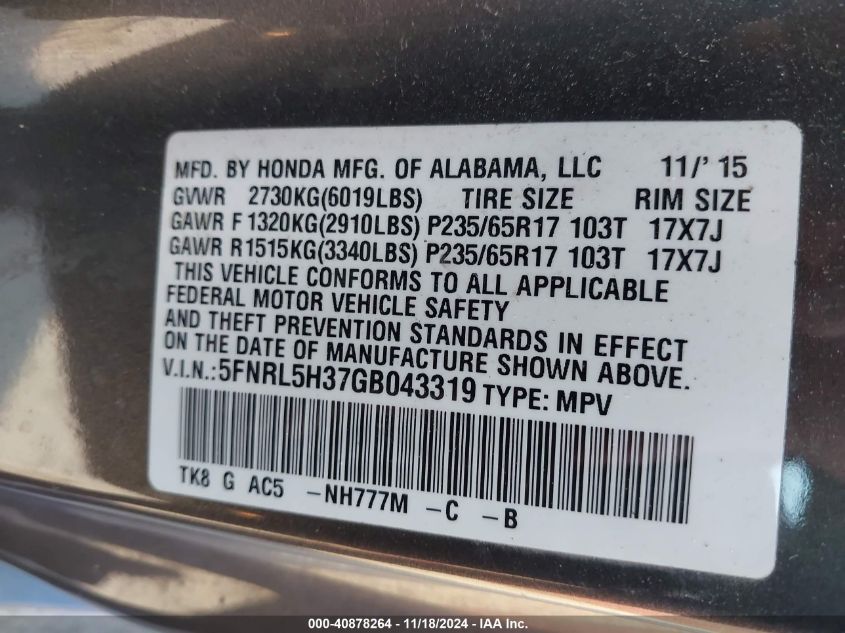 MFD. BY HONDA MFG. OF ALABAMA, LLC 11/' 15
GVWR 2730KG(6019LBS) TIRE SIZE RIM SIZE
GAWR F1320KG(2910LBS) P235/65R17 103T 17X7J
GAWR R1515KG(3340LBS) P235/65R17 103T 17X7J
THIS VEHICLE CONFORMS TO ALL APPLICABLE
FEDERAL MOTOR VEHICLE SAFETY
AND THEFT PREVENTION STANDARDS IN EFFECT
ON THE DATE OF MANUFACTURE SHOWN ABOVE.
V.I.N.:5FNRL5H37GB043319 TYPE: MPV
TK8 G AC5 -NH777M -C -B
000-40878264 - 11/18/2024 - IAA Inc.